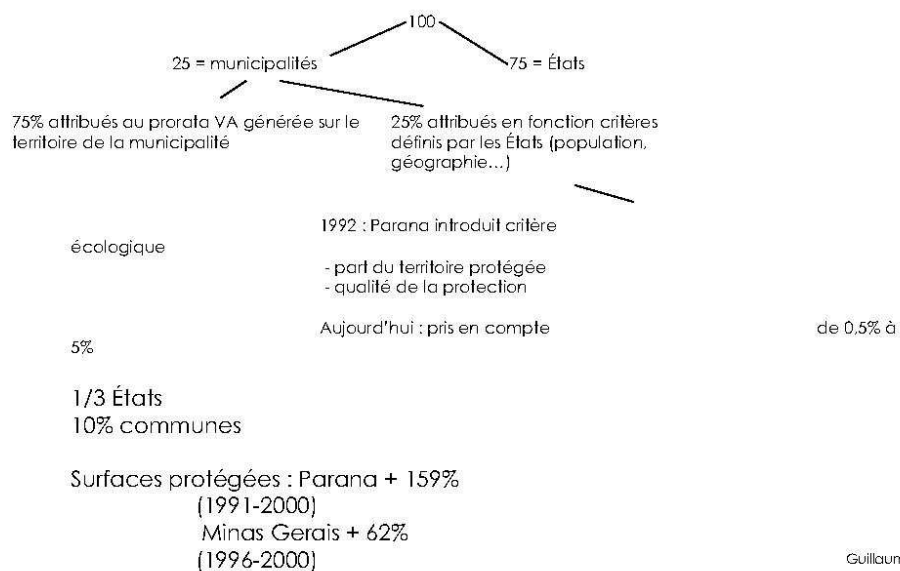 100
25 = municipalités
75 = États
75% attribués au prorata VA générée sur le
territoire de la municipalité
25% attribués en fonction critères
définis par les États (population,
géographie...)
1992 : Parana introduit critère
écologique
- part du territoire protégée
- qualité de la protection
Aujourd'hui : pris en compte de 0,5% à
5%
1/3 États
10% communes
Surfaces protégées : Parana + 159%
(1991-2000)
Minas Gerais + 62%
(1996-2000)